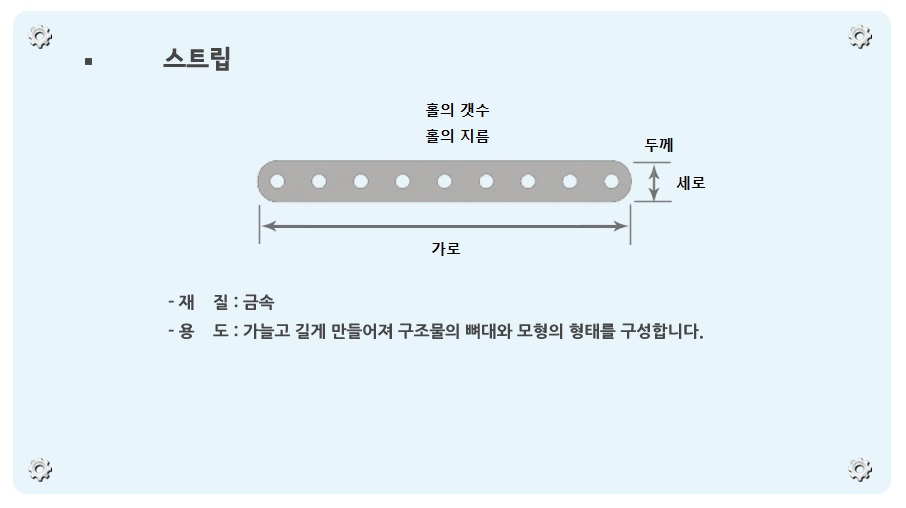 ▪ 스트립
홀의 갯수
홀의 지름
두께
세로
가로
- 재 질 : 금속
- 용 도 : 가늘고 길게 만들어져 구조물의 뼈대와 모형의 형태를 구성합니다.